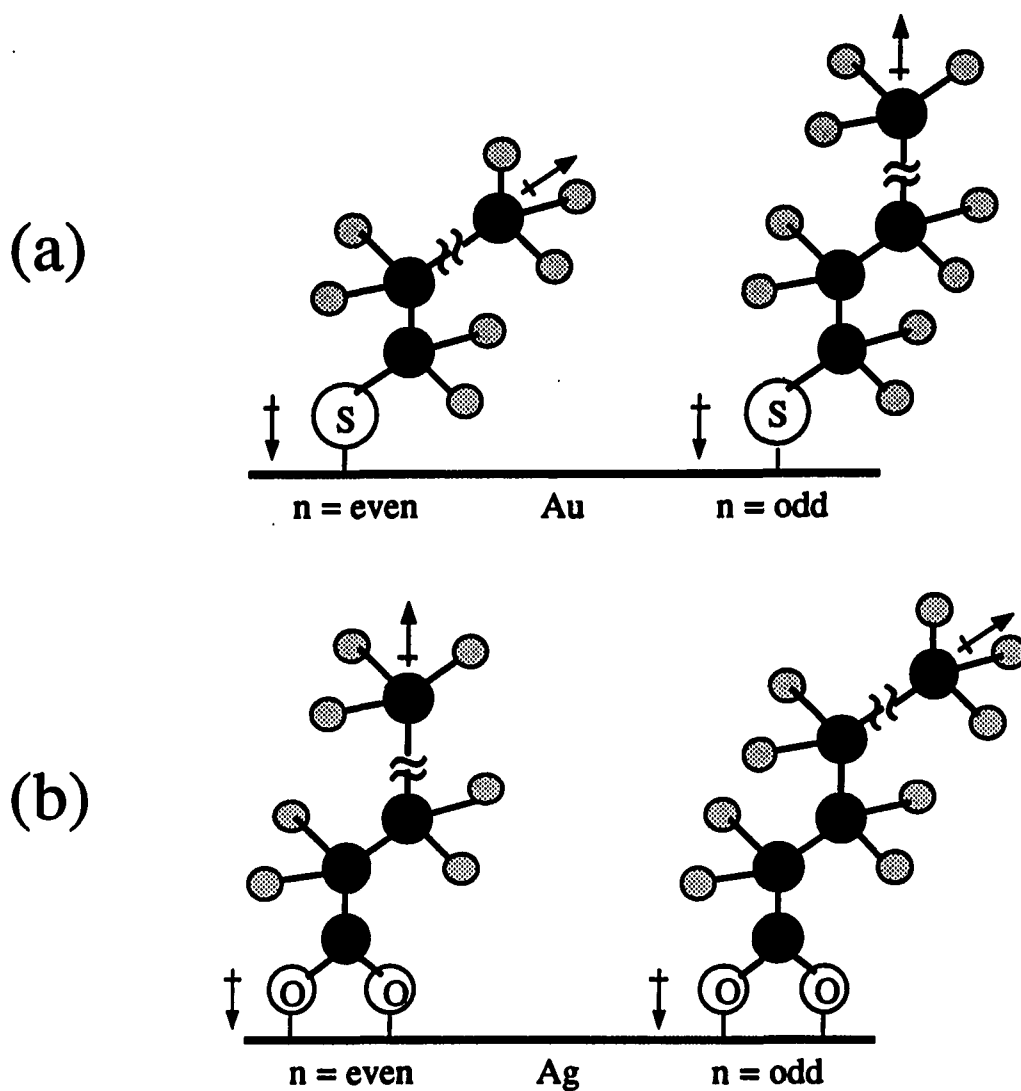 (a)
S
S
n = even Au n = odd
(b)
O O O O
n = even Ag n = odd